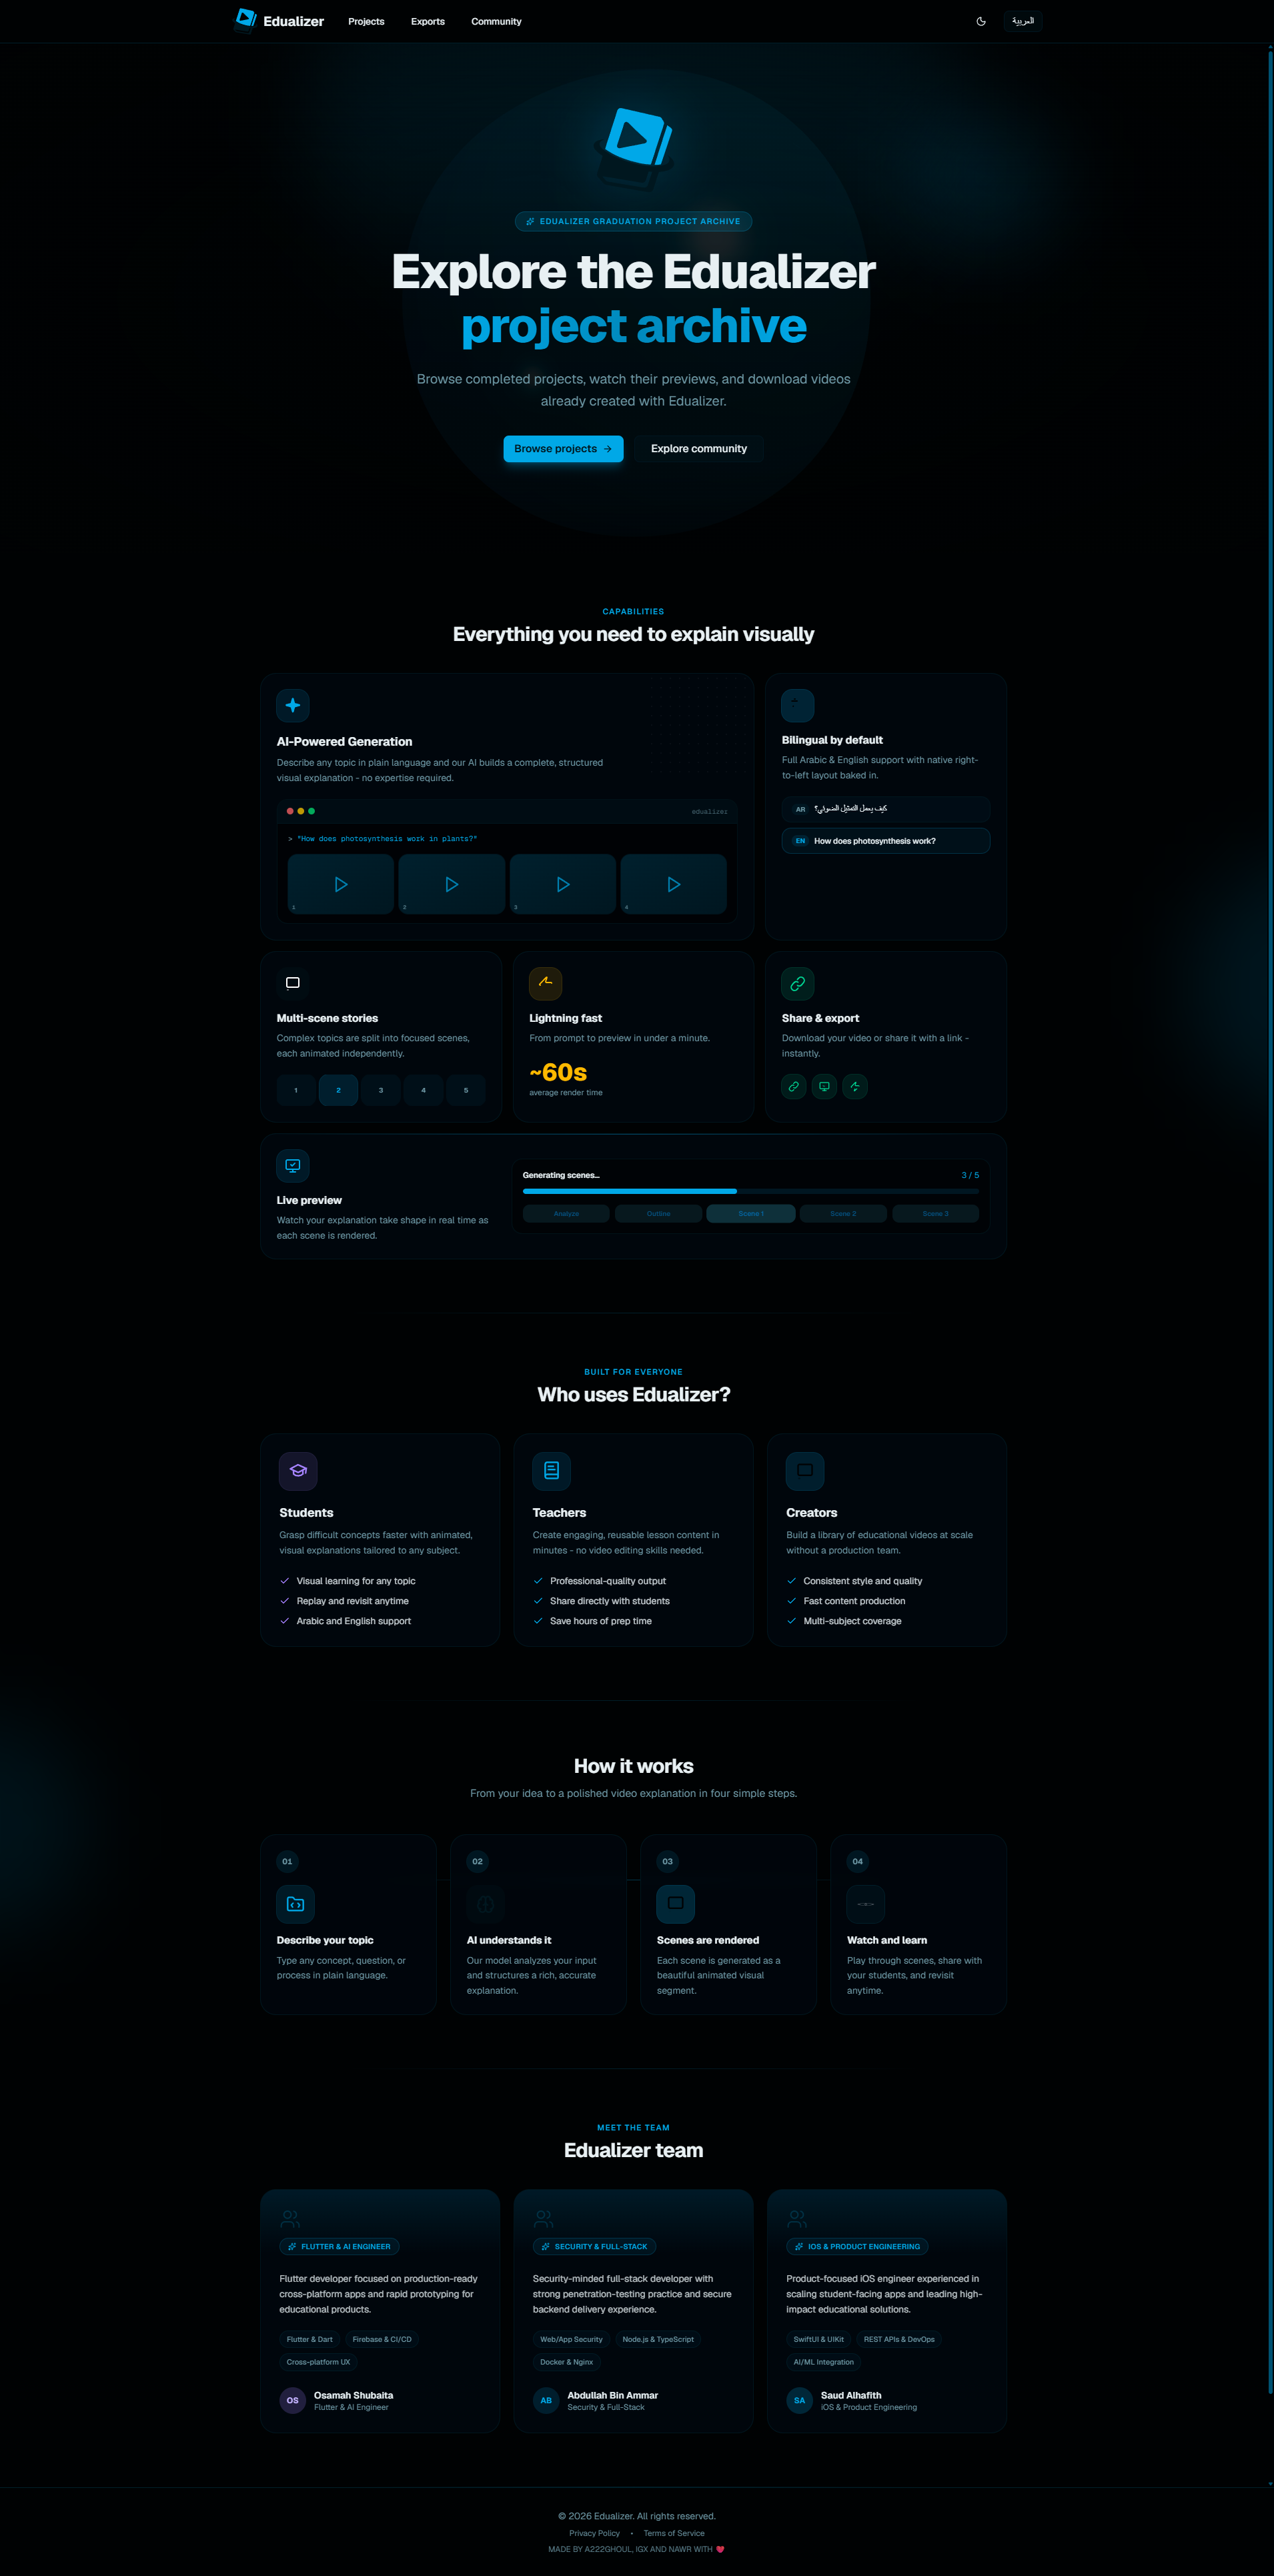 Edualizer
Projects
Exports
Community
العربية
EDUALIZER GRADUATION PROJECT ARCHIVE
Explore the Edualizer
project archive
Browse completed projects, watch their previews, and download videos
already created with Edualizer.
Browse projects
Explore community
CAPABILITIES
Everything you need to explain visually
AI-Powered Generation
Describe any topic in plain language and our AI builds a complete, structured
visual explanation - no expertise required.
edualizer
> "How does photosynthesis work in plants?"
1
2
3
4
Bilingual by default
Full Arabic & English support with native right-
to-left layout baked in.
AR كيف يعمل التمثيل الضوئي؟
EN How does photosynthesis work?
Multi-scene stories
Complex topics are split into focused scenes,
each animated independently.
1
2
3
4
5
Lightning fast
From prompt to preview in under a minute.
~60s
average render time
Share & export
Download your video or share it with a link -
instantly.
Live preview
Watch your explanation take shape in real time as
each scene is rendered.
Generating scenes...
3 / 5
Analyze
Outline
Scene 1
Scene 2
Scene 3
BUILT FOR EVERYONE
Who uses Edualizer?
Students
Grasp difficult concepts faster with animated,
visual explanations tailored to any subject.
Visual learning for any topic
Replay and revisit anytime
Arabic and English support
Teachers
Create engaging, reusable lesson content in
minutes - no video editing skills needed.
Professional-quality output
Share directly with students
Save hours of prep time
Creators
Build a library of educational videos at scale
without a production team.
Consistent style and quality
Fast content production
Multi-subject coverage
How it works
From your idea to a polished video explanation in four simple steps.
01
Describe your topic
Type any concept, question, or
process in plain language.
02
AI understands it
Our model analyzes your input
and structures a rich, accurate
explanation.
03
Scenes are rendered
Each scene is generated as a
beautiful animated visual
segment.
04
Watch and learn
Play through scenes, share with
your students, and revisit
anytime.
MEET THE TEAM
Edualizer team
FLUTTER & AI ENGINEER
Flutter developer focused on production-ready
cross-platform apps and rapid prototyping for
educational products.
Flutter & Dart
Firebase & CI/CD
Cross-platform UX
OS
Osamah Shubaita
Flutter & AI Engineer
SECURITY & FULL-STACK
Security-minded full-stack developer with
strong penetration-testing practice and secure
backend delivery experience.
Web/App Security
Node.js & TypeScript
Docker & Nginx
AB
Abdullah Bin Ammar
Security & Full-Stack
IOS & PRODUCT ENGINEERING
Product-focused iOS engineer experienced in
scaling student-facing apps and leading high-
impact educational solutions.
SwiftUI & UIKit
REST APIs & DevOps
AI/ML Integration
SA
Saud Alhafith
iOS & Product Engineering
© 2026 Edualizer. All rights reserved.
Privacy Policy • Terms of Service
MADE BY A222GHOUL, IGX AND NAWR WITH ❤️